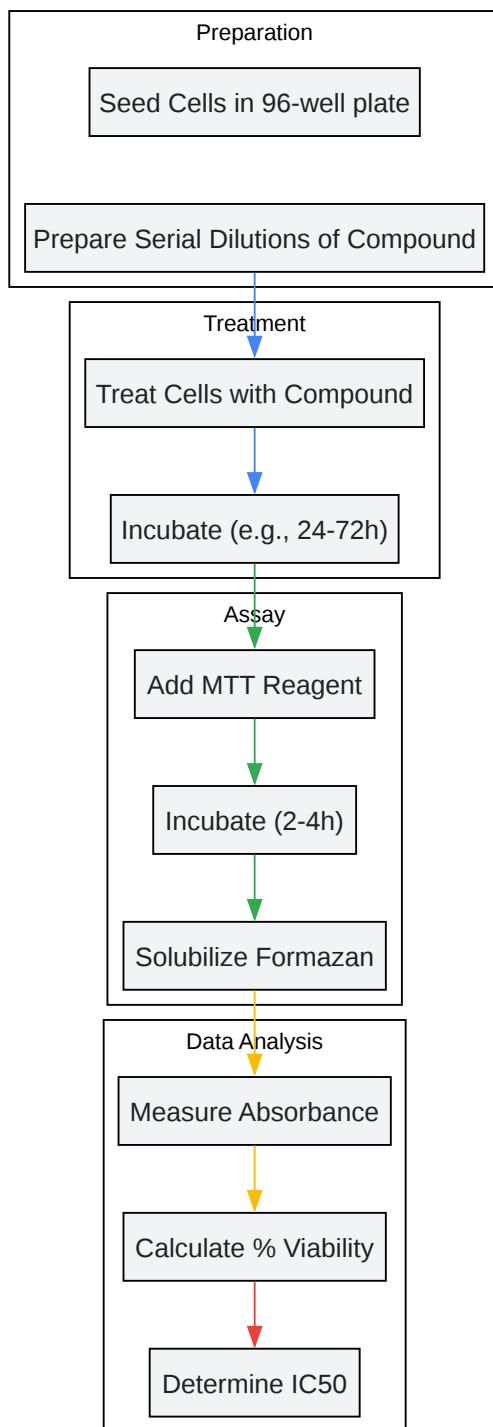 Preparation
Seed Cells in 96-well plate
Prepare Serial Dilutions of Compound
Treatment
Treat Cells with Compound
Incubate (e.g., 24-72h)
Assay
Add MTT Reagent
Incubate (2-4h)
Solubilize Formazan
Data Analysis
Measure Absorbance
Calculate % Viability
Determine IC50